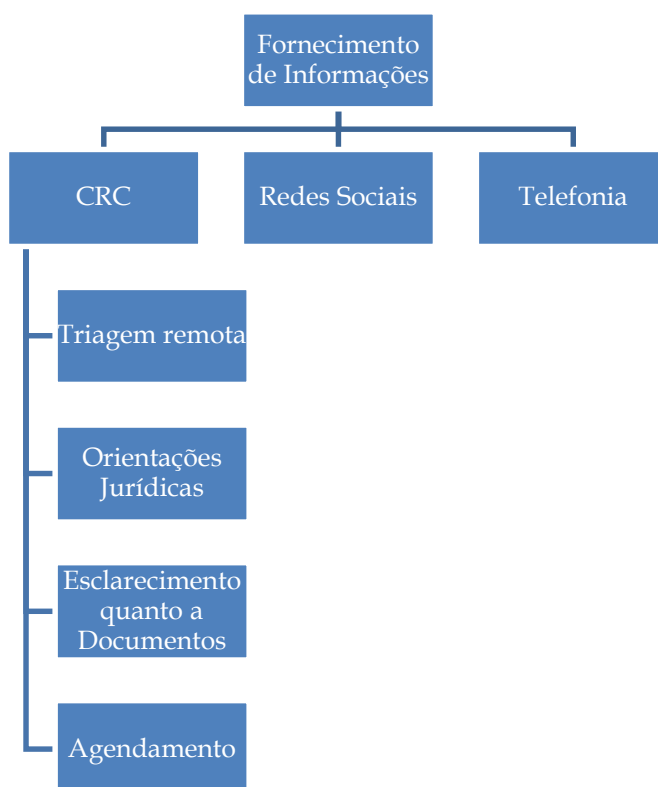 Fornecimento
de Informações
CRC
Redes Sociais
Telefonia
Triagem remota
Orientações
Jurídicas
Esclarecimento
quanto a
Documentos
Agendamento